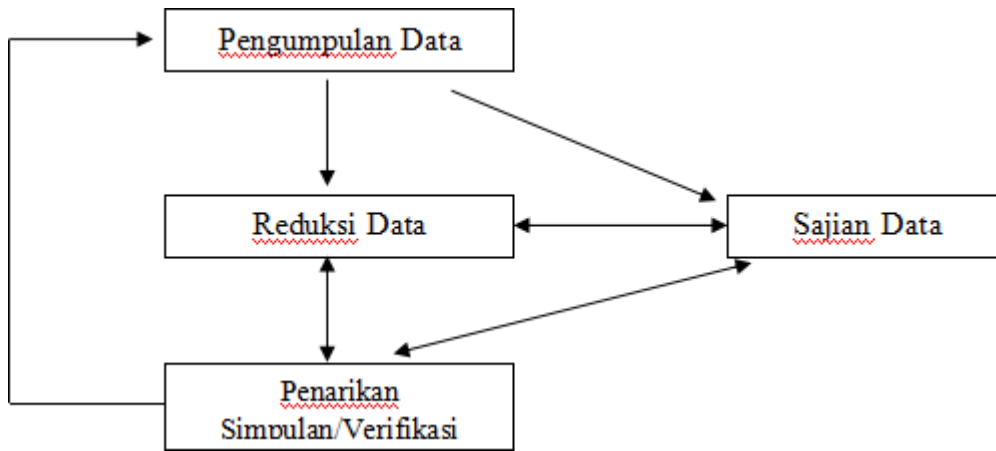 Pengumpulan Data
Reduksi Data
Sajian Data
Penarikan
Simpulan/Verifikasi